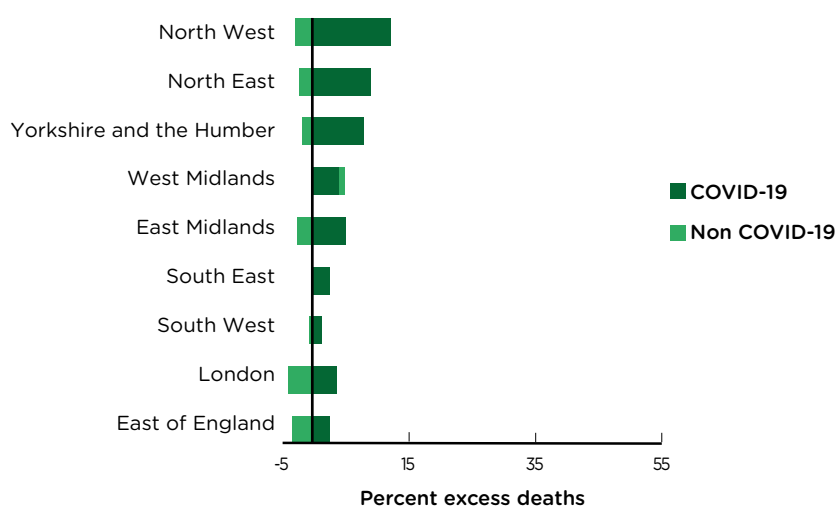 North West
North East
Yorkshire and the Humber
West Midlands
East Midlands
South East
South West
London
East of England
COVID-19
Non COVID-19
-5 15 35 55
Percent excess deaths